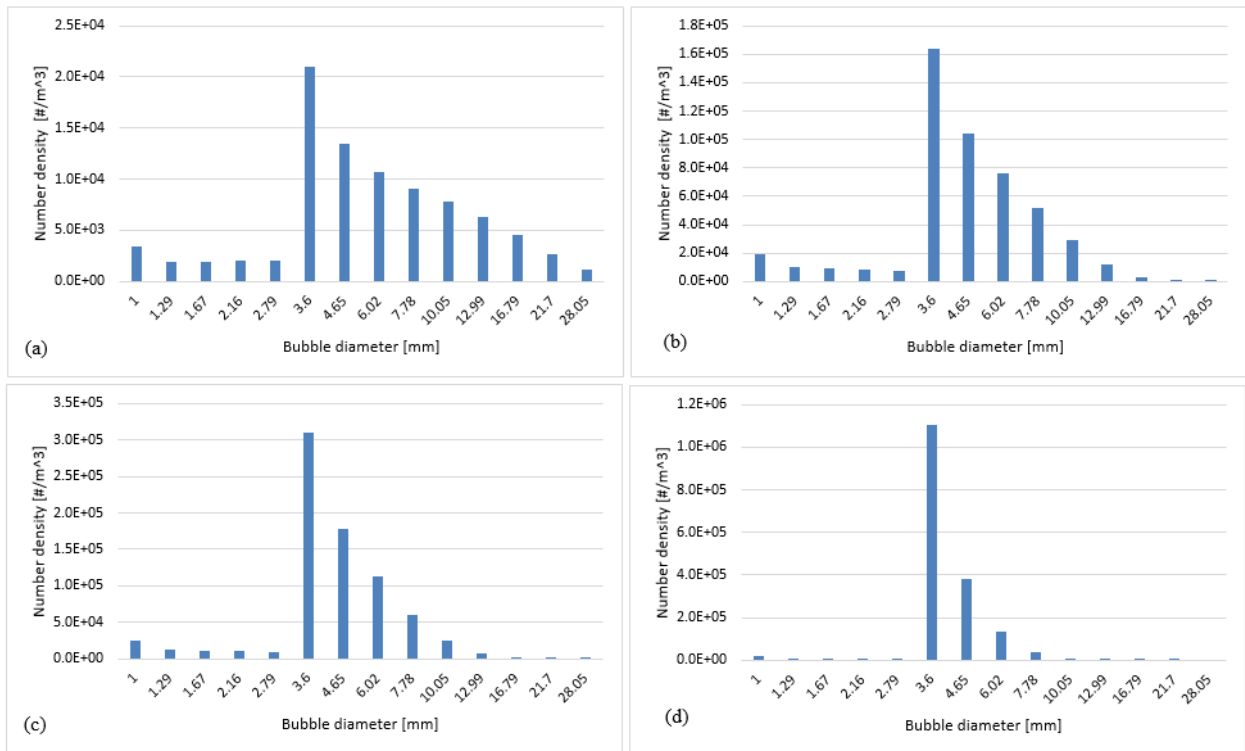 2.5E+04
2.0E+04
1.5E+04
1.0E+04
5.0E+03
0.0E+00
Number density [#/m^3]
1 1.29 1.67 2.16 2.79 3.6 4.65 6.02 7.78 10.05 12.99 16.79 21.7 28.05
Bubble diameter [mm]
(a)
1.8E+05
1.6E+05
1.4E+05
1.2E+05
1.0E+05
8.0E+04
6.0E+04
4.0E+04
2.0E+04
0.0E+00
Number density [#/m^3]
1 1.29 1.67 2.16 2.79 3.6 4.65 6.02 7.78 10.05 12.99 16.79 21.7 28.05
Bubble diameter [mm]
(b)
3.5E+05
3.0E+05
2.5E+05
2.0E+05
1.5E+05
1.0E+05
5.0E+04
0.0E+00
Number density [#/m^3]
1 1.29 1.67 2.16 2.79 3.6 4.65 6.02 7.78 10.05 12.99 16.79 21.7 28.05
Bubble diameter [mm]
(c)
1.2E+06
1.0E+06
8.0E+05
6.0E+05
4.0E+05
2.0E+05
0.0E+00
Number density [#/m^3]
1 1.29 1.67 2.16 2.79 3.6 4.65 6.02 7.78 10.05 12.99 16.79 21.7 28.05
Bubble diameter [mm]
(d)